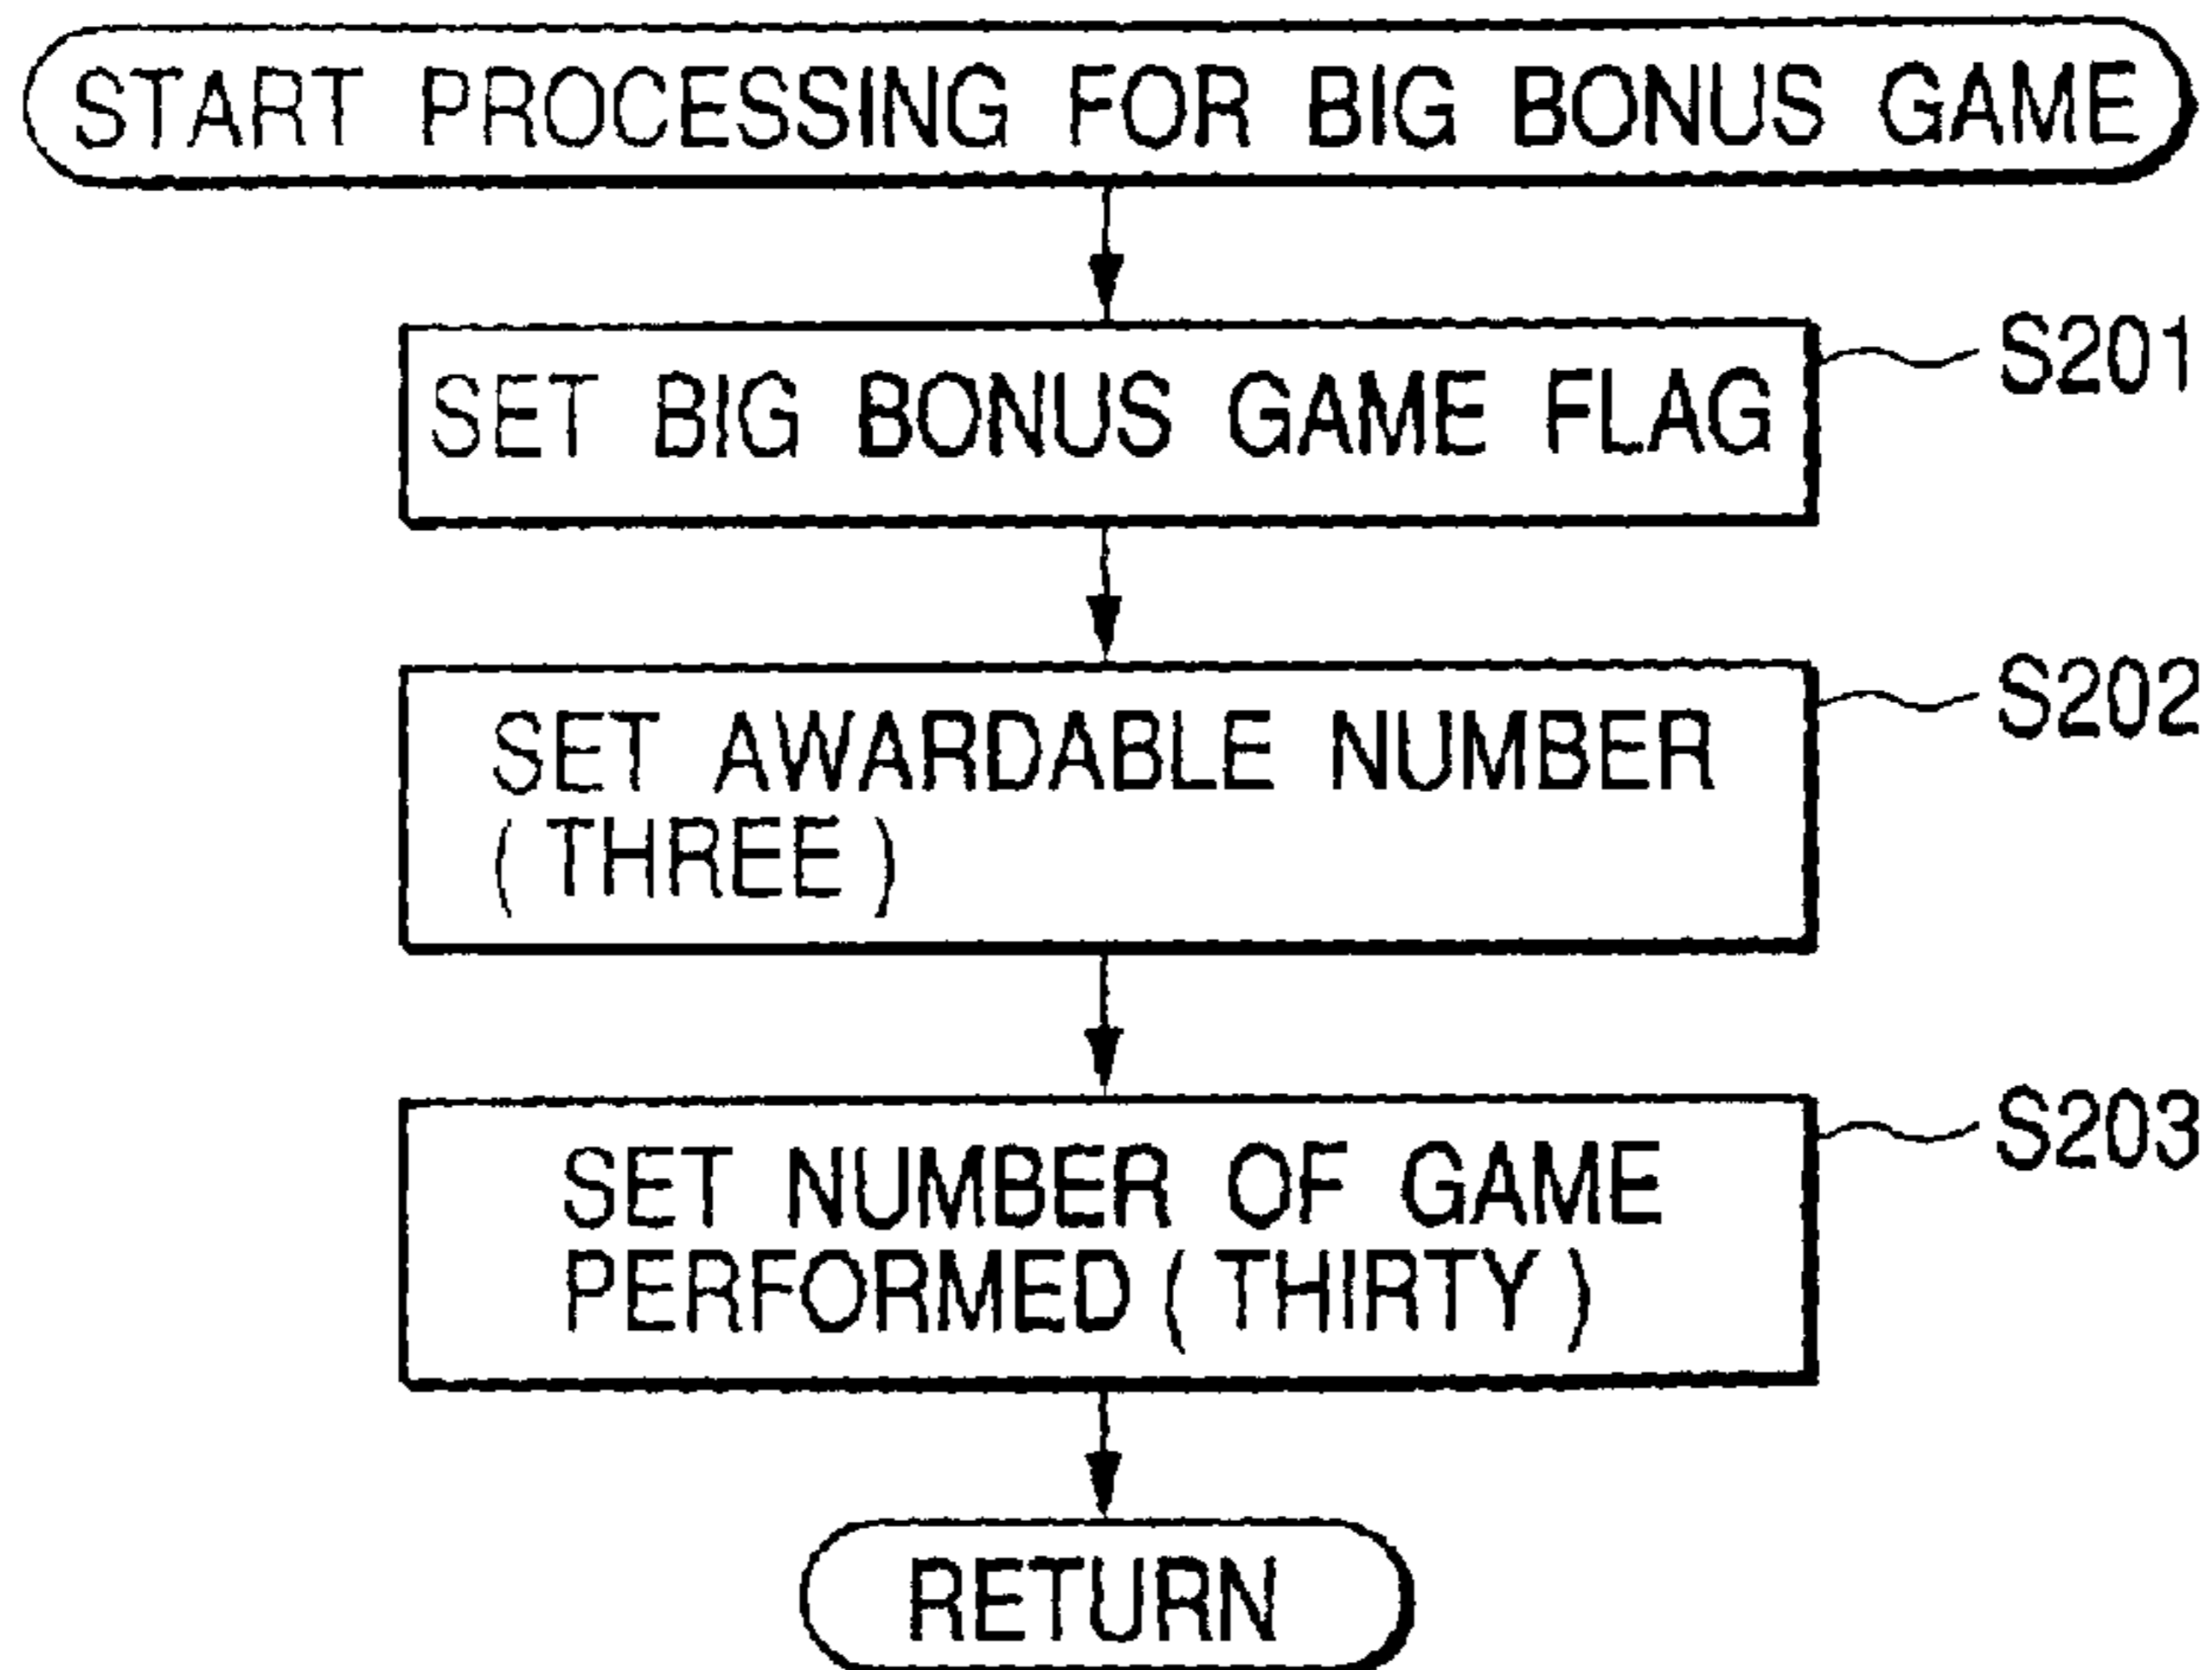 START PROCESSING FOR BIG BONUS GAME
SET BIG BONUS GAME FLAG
S201
SET AWARDABLE NUMBER
(THREE)
S202
SET NUMBER OF GAME
PERFORMED (THIRTY)
S203
RETURN